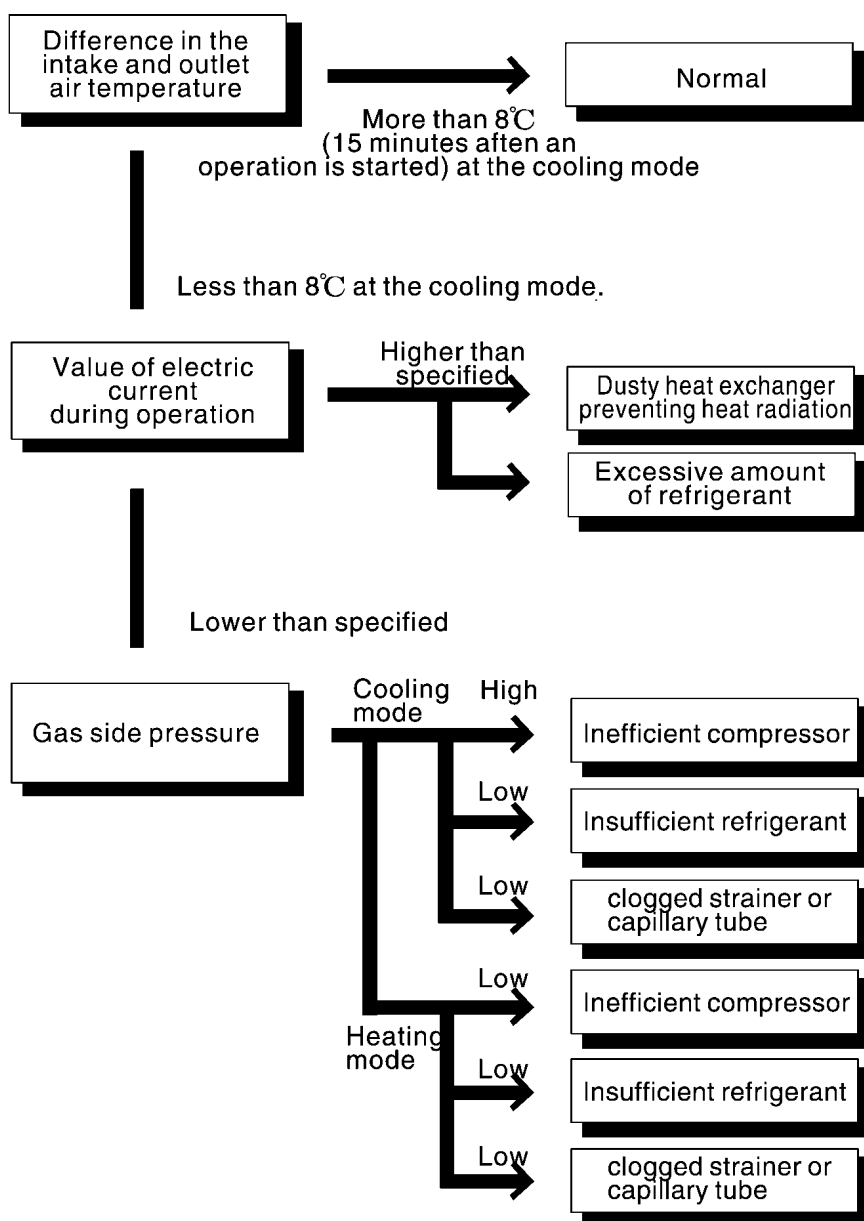 Difference in the
intake and outlet
air temperature
Normal
More than 8℃
(15 minutes aften an
operation is started) at the cooling mode
Less than 8℃ at the cooling mode.
Value of electric
current
during operation
Higher than
specified
Dusty heat exchanger
preventing heat radiation
Excessive amount
of refrigerant
Lower than specified
Gas side pressure
Cooling
mode
High
Inefficient compressor
Low
Insufficient refrigerant
Low
clogged strainer or
capillary tube
Heating
mode
Low
Inefficient compressor
Low
Insufficient refrigerant
Low
clogged strainer or
capillary tube